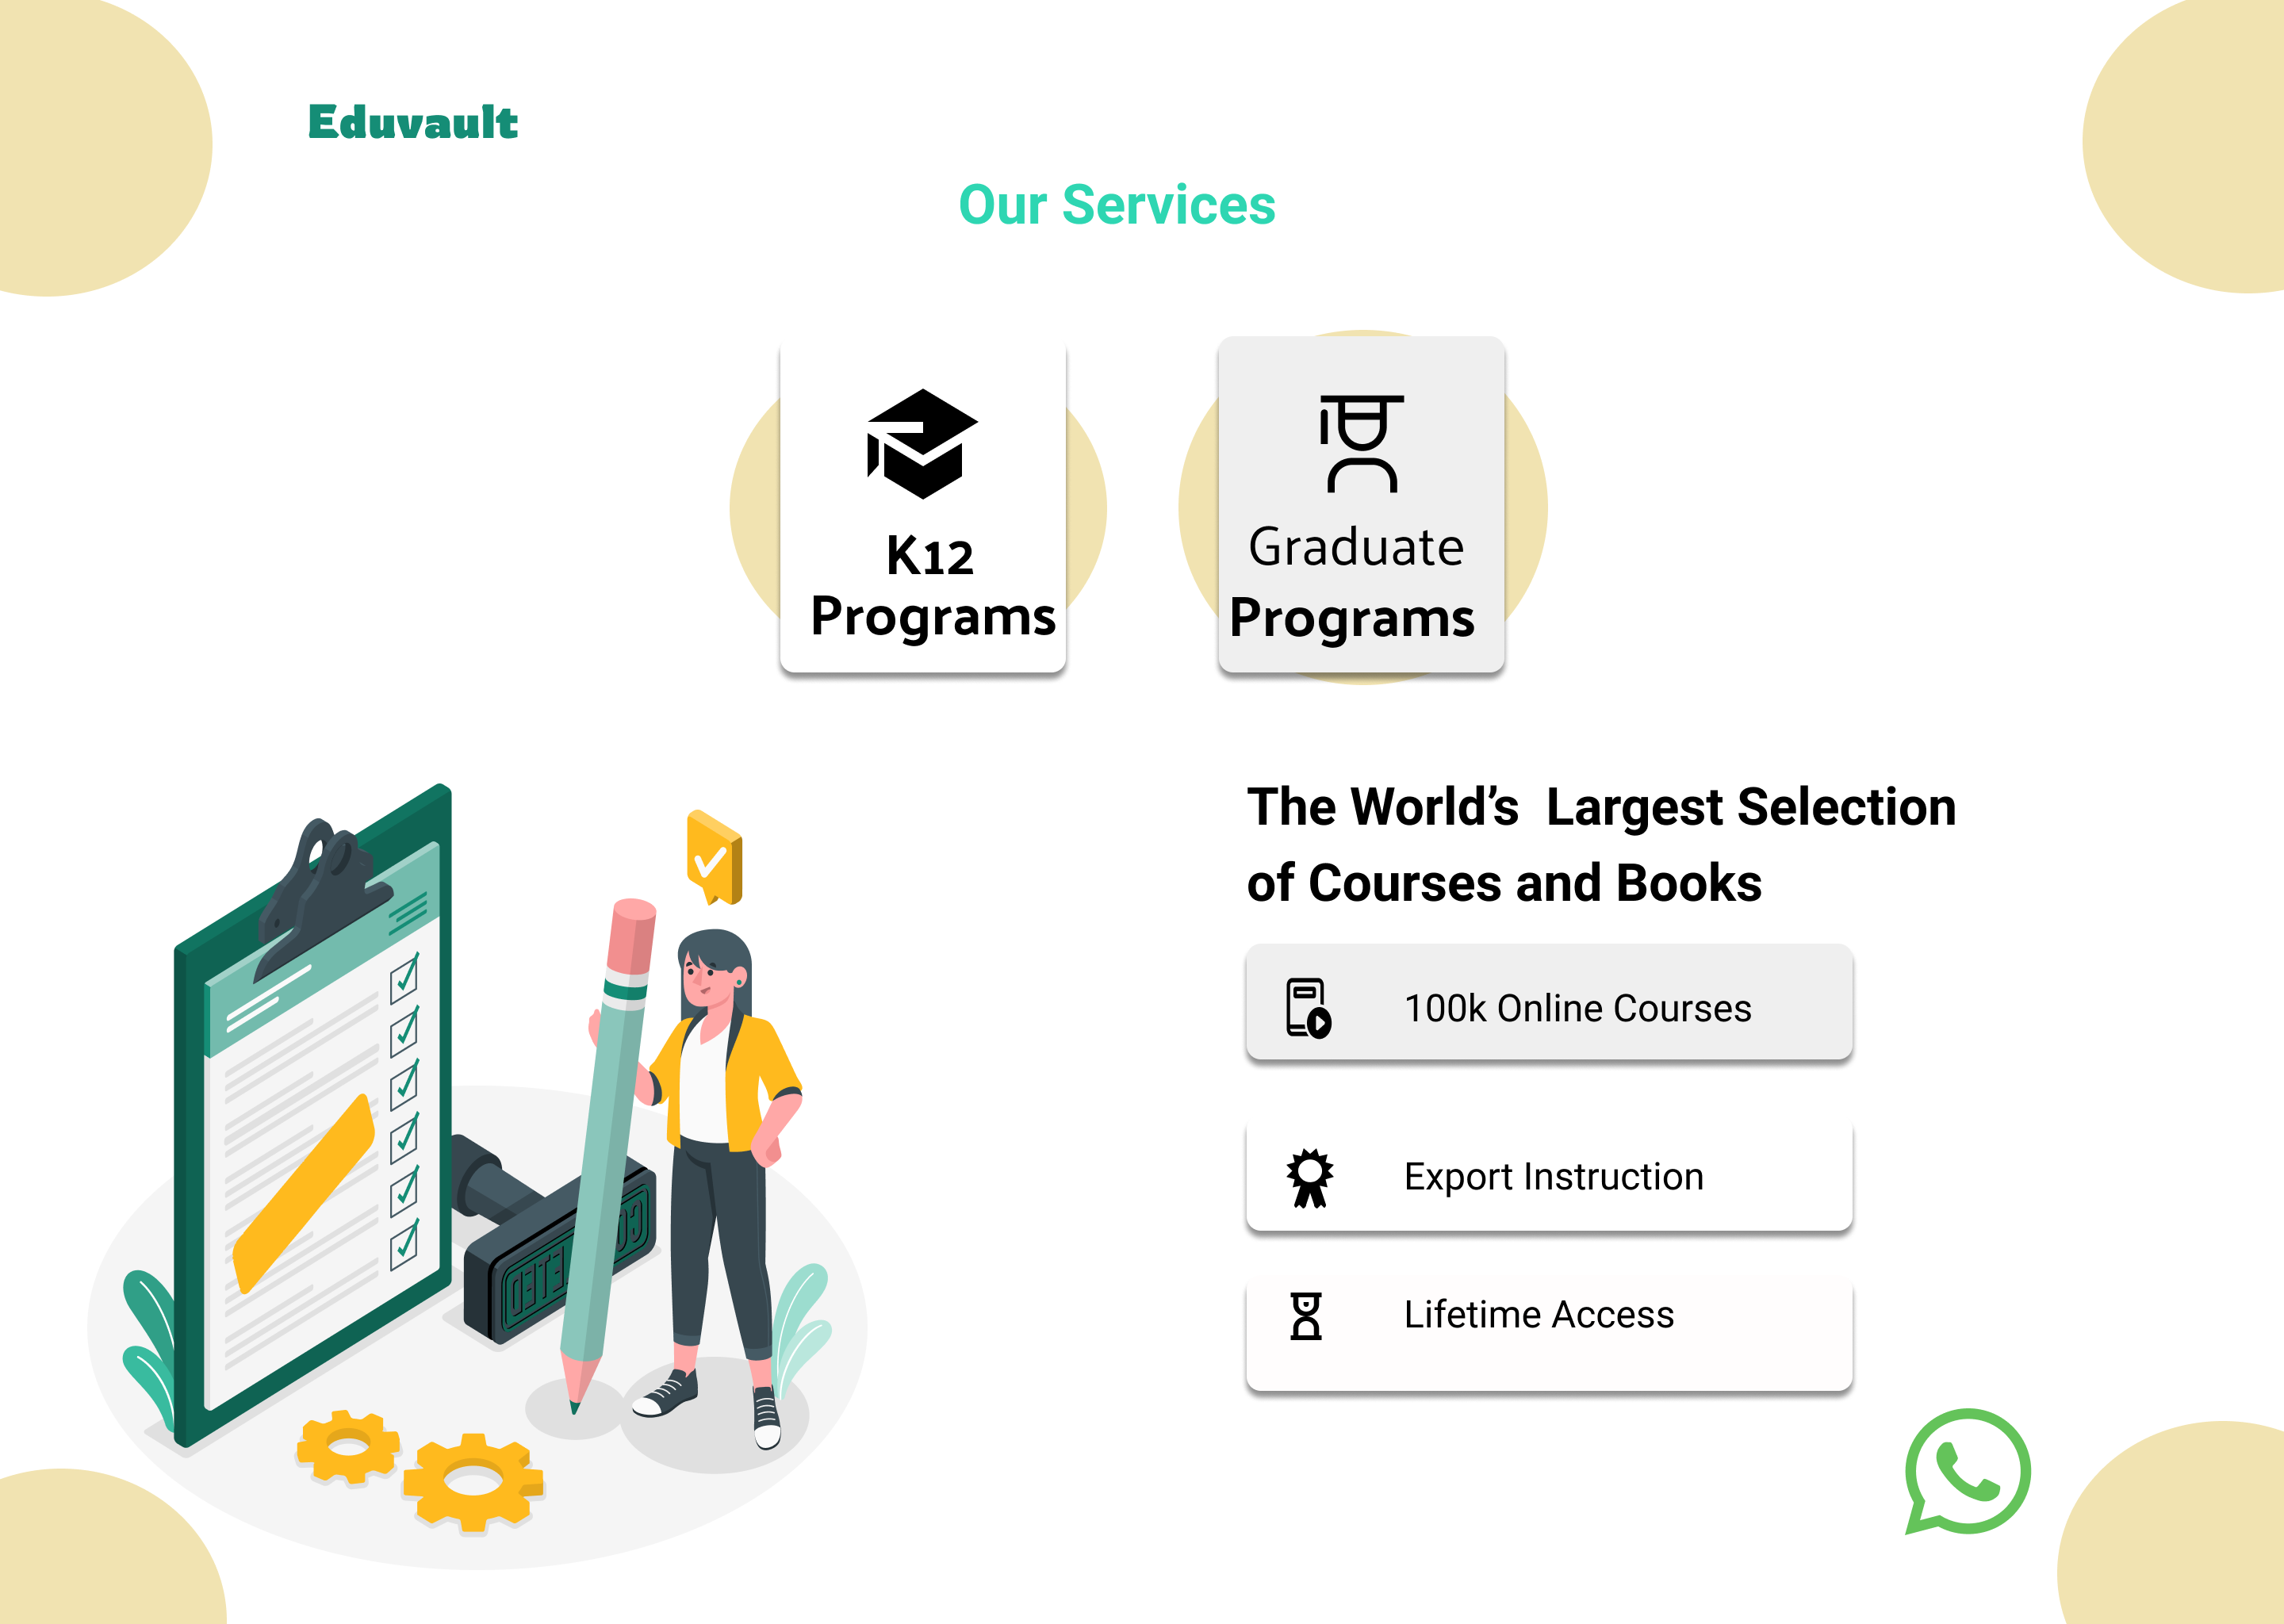 Eduvault
Our Services
K12
Programs
Graduate
Programs
The World’s  Largest Selection
of Courses and Books
100k Online Courses
Export Instruction
Lifetime Access